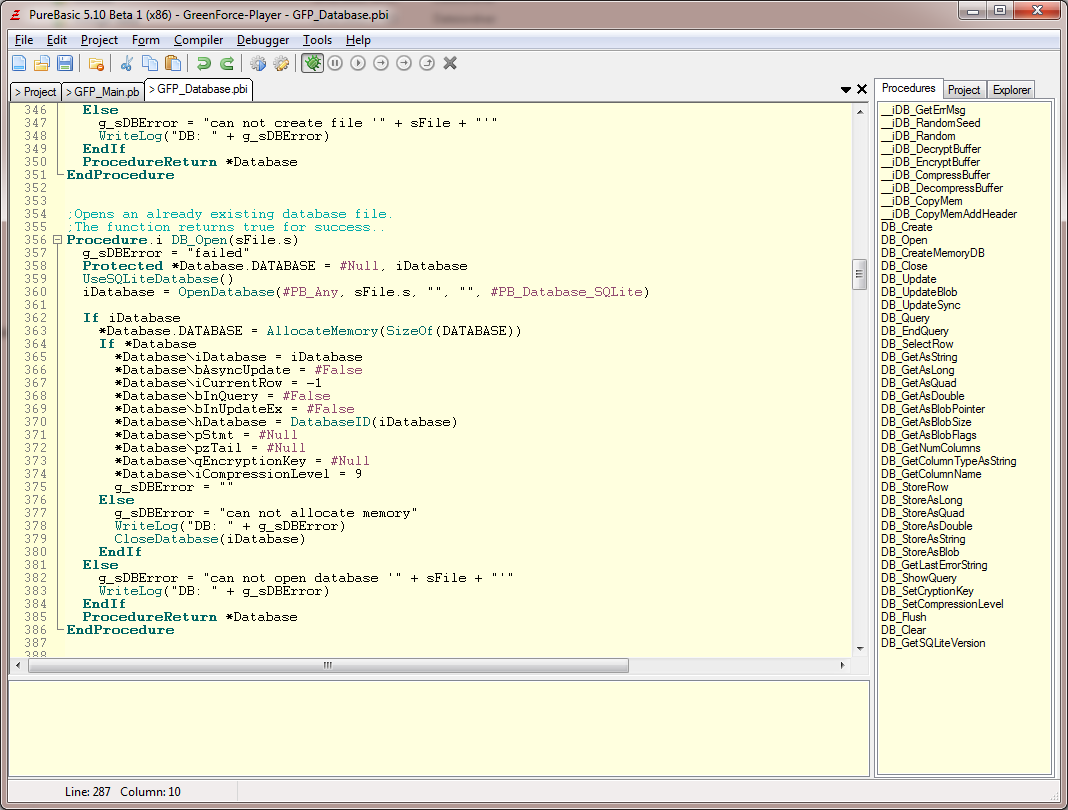 PureBasic 5.10 Beta 1 (x86) - GreenForce-Player - GFP_Database.pbi
File Edit Project Form Compiler Debugger Tools Help
> Project > GFP_Main.pb > GFP_Database.pbi
346 Else
347 g_sDBError = "can not create file '" + sFile + "'"
348 WriteLog("DB: " + g_sDBError)
349 EndIf
350 ProcedureReturn *Database
351 EndProcedure
352
353
354 ;Opens an already existing database file.
355 ;The function returns true for success..
356 Procedure.i DB_Open(sFile.s)
357 g_sDBError = "failed"
358 Protected *Database.DATABASE = #Null, iDatabase
359 UseSQLiteDatabase()
360 iDatabase = OpenDatabase(#PB_Any, sFile.s, "", "", #PB_Database_SQLite)
361
362 If iDatabase
363 *Database.DATABASE = AllocateMemory(SizeOf(DATABASE))
364 If *Database
365 *Database\iDatabase = iDatabase
366 *Database\bAsyncUpdate = #False
367 *Database\iCurrentRow = -1
368 *Database\bInQuery = #False
369 *Database\bInUpdateEx = #False
370 *Database\hDatabase = DatabaseID(iDatabase)
371 *Database\pStmt = #Null
372 *Database\pzTail = #Null
373 *Database\qEncryptionKey = #Null
374 *Database\iCompressionLevel = 9
375 g_sDBError = ""
376 Else
377 g_sDBError = "can not allocate memory"
378 WriteLog("DB: " + g_sDBError)
379 CloseDatabase(iDatabase)
380 EndIf
381 Else
382 g_sDBError = "can not open database '" + sFile + "'"
383 WriteLog("DB: " + g_sDBError)
384 EndIf
385 ProcedureReturn *Database
386 EndProcedure
387
388
Procedures Project Explorer
__iDB_GetErrMsg
__iDB_RandomSeed
__iDB_Random
__iDB_DecryptBuffer
__iDB_EncryptBuffer
__iDB_CompressBuffer
__iDB_DecompressBuffer
__iDB_CopyMem
__iDB_CopyMemAddHeader
DB_Create
DB_Open
DB_CreateMemoryDB
DB_Close
DB_Update
DB_UpdateBlob
DB_UpdateSync
DB_Query
DB_EndQuery
DB_SelectRow
DB_GetAsString
DB_GetAsLong
DB_GetAsQuad
DB_GetAsDouble
DB_GetAsBlobPointer
DB_GetAsBlobSize
DB_GetAsBlobFlags
DB_GetNumColumns
DB_GetColumnTypeAsString
DB_GetColumnName
DB_StoreRow
DB_StoreAsLong
DB_StoreAsQuad
DB_StoreAsDouble
DB_StoreAsString
DB_StoreAsBlob
DB_GetLastErrorString
DB_ShowQuery
DB_SetCryptionKey
DB_SetCompressionLevel
DB_Flush
DB_Clear
DB_GetSQLiteVersion
Line: 287 Column: 10